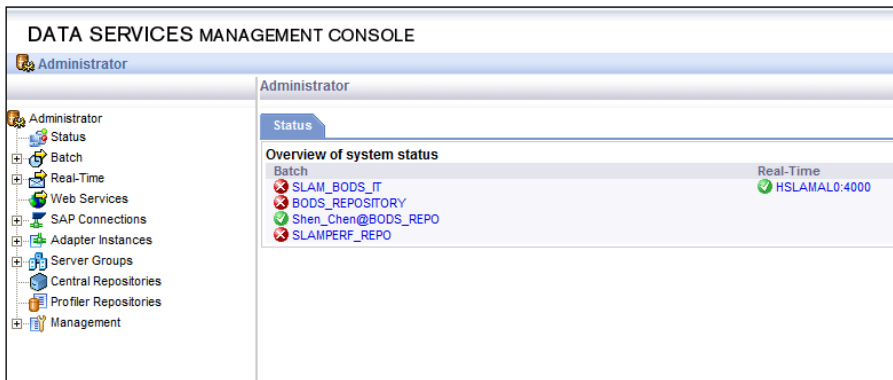 DATA SERVICES MANAGEMENT CONSOLE
Administrator
Administrator
Administrator
Status
Batch
Real-Time
Web Services
SAP Connections
Adapter Instances
Server Groups
Central Repositories
Profiler Repositories
Management
Status
Overview of system status
Batch Real-Time
SLAM_BODS_IT HSLAMAL0:4000
BODS_REPOSITORY
Shen_Chen@BODS_REPO
SLAMPERF_REPO